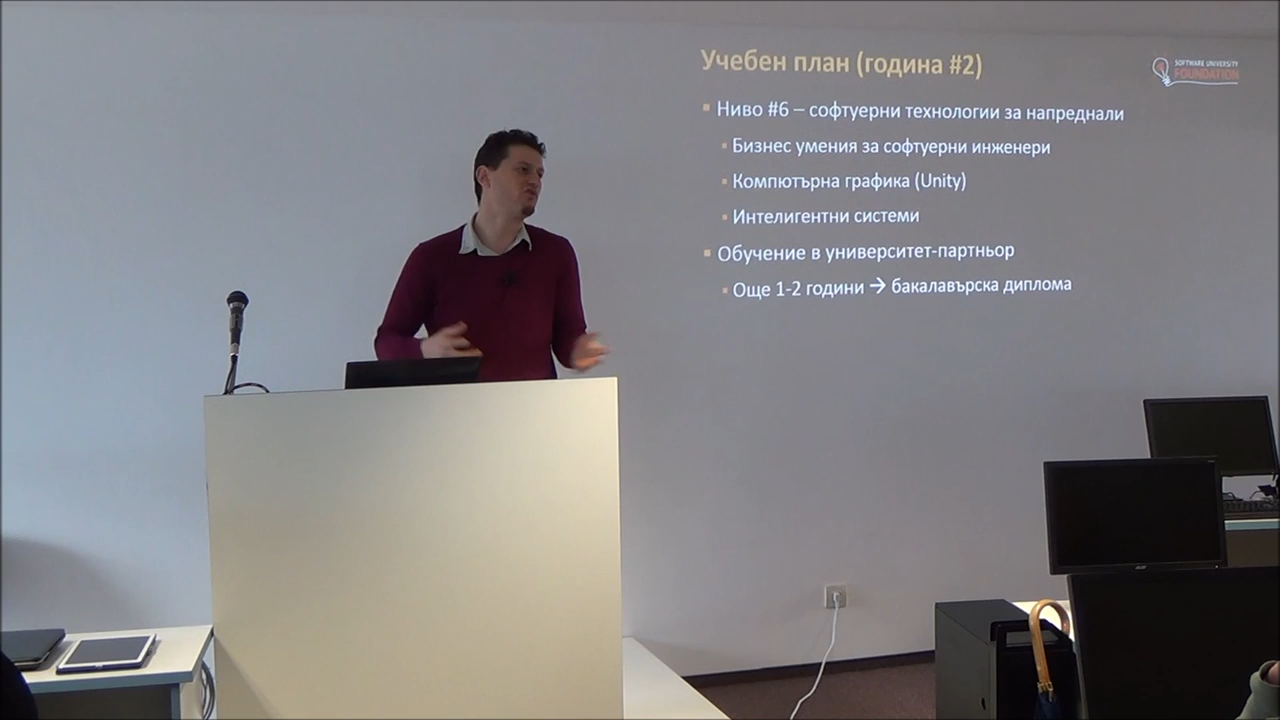 Учебен план (година #2)
SOFTWARE UNIVERSITY
FOUNDATION
Ниво #6 – софтуерни технологии за напреднали
Бизнес умения за софтуерни инженери
Компютърна графика (Unity)
Интелигентни системи
Обучение в университет-партньор
Още 1-2 години → бакалавърска диплома
acer